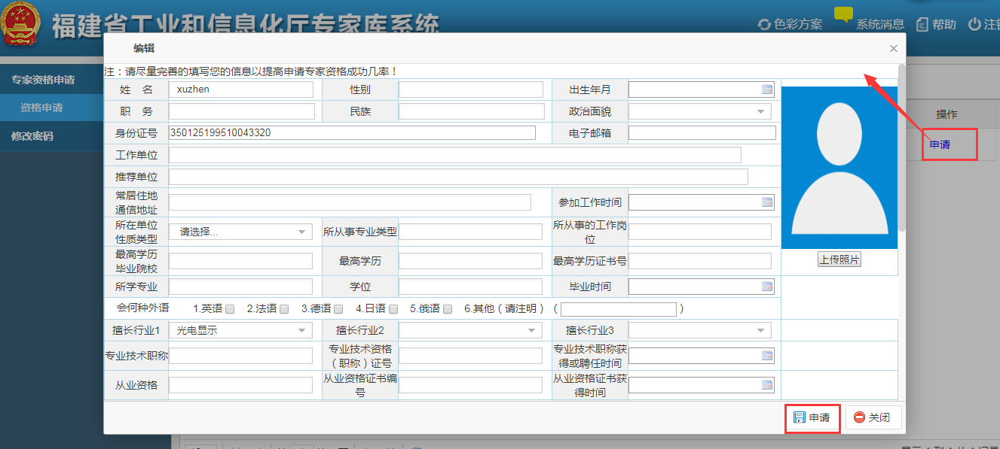 福建省工业和信息化厅专家库系统
色彩方案 系统消息 帮助
编辑
专家资格申请
资格申请
修改密码
操作
申请
注：请尽量完善的填写您的信息以提高申请专家资格成功几率！
姓 名 xuzhen 性别 出生年月
职 务 民族 政治面貌
身份证号 350125199510043320 电子邮箱
工作单位
推荐单位
常居住地
通信地址 参加工作时间
所在单位
性质类型 请选择... 所从事专业类型 所从事的工作岗
位
上传照片
最高学历
毕业院校 最高学历 最高学历证书号
所学专业 学位 毕业时间
会何种外语 1.英语 2.法语 3.德语 4.日语 5.俄语 6.其他（请注明）（ ）
擅长行业1 光电显示 擅长行业2 擅长行业3
专业技术职称 专业技术资格
（职称）证号 专业技术职称获
得或聘任时间
从业资格 从业资格证书编
号 从业资格证书获
得时间
申请 关闭